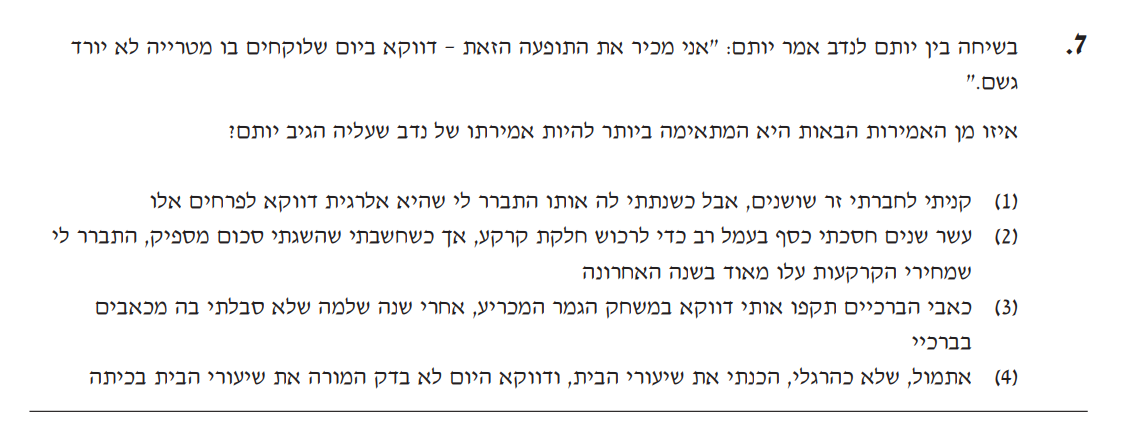 7. בשיחה בין יותם לנדב אמר יותם: "אני מכיר את התופעה הזאת – דווקא ביום שלוקחים בו מטרייה לא יורד
גשם."
איזו מן האמירות הבאות היא המתאימה ביותר להיות אמירתו של נדב שעליה הגיב יותם?
(1) קניתי לחברתי זר שושנים, אבל כשנתתי לה אותו התברר לי שהיא אלרגית דווקא לפרחים אלו
(2) עשר שנים חסכתי כסף בעמל רב כדי לרכוש חלקת קרקע, אך כשחשבתי שהשגתי סכום מספיק, התברר לי
שמחירי הקרקעות עלו מאוד בשנה האחרונה
(3) כאבי הברכיים תקפו אותי דווקא במשחק הגמר המכריע, אחרי שנה שלמה שלא סבלתי בה מכאבים
בברכיי
(4) אתמול, שלא כהרגלי, הכנתי את שיעורי הבית, ודווקא היום לא בדק המורה את שיעורי הבית בכיתה